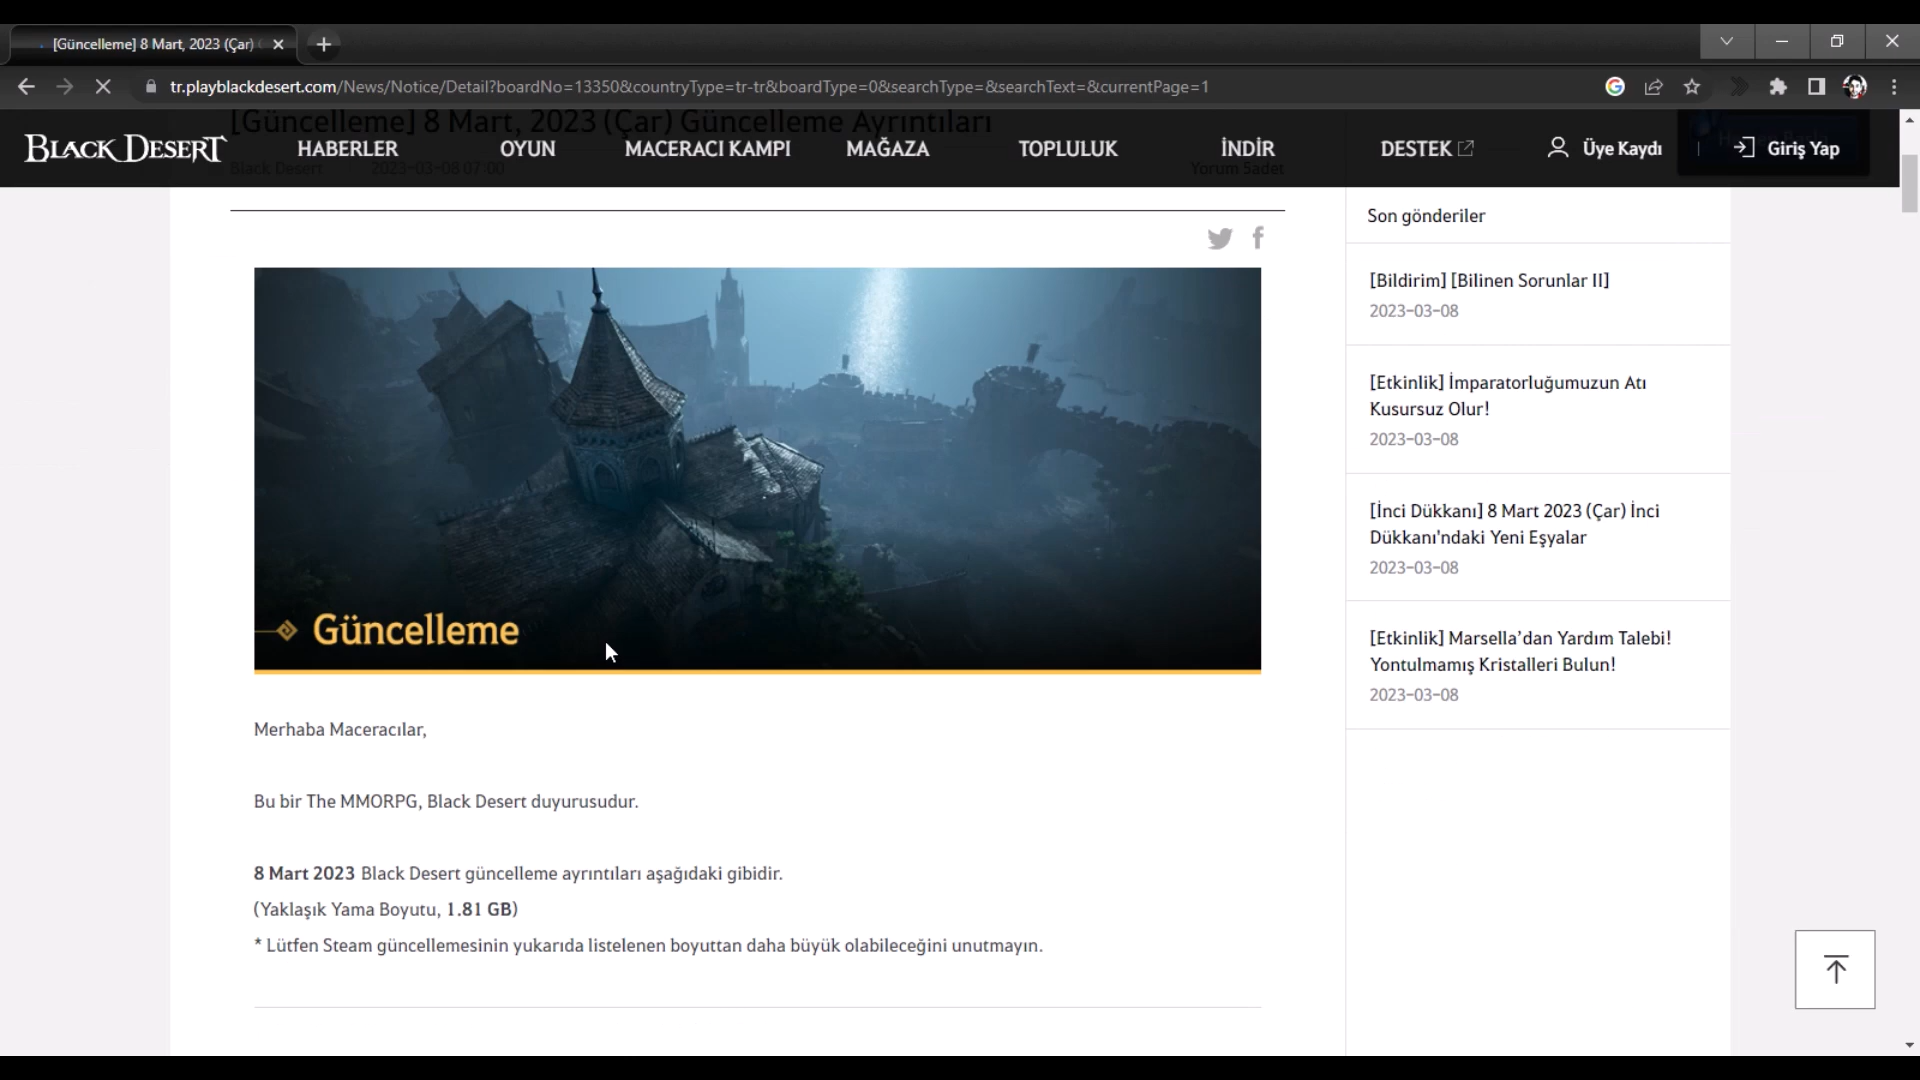 [Güncelleme] 8 Mart, 2023 (Çar)
tr.playblackdesert.com/News/Notice/Detail?boardNo=13350&countryType=tr-tr&boardType=0&searchType=&searchText=&currentPage=1
[Güncelleme] 8 Mart, 2023 (Çar) Güncelleme Ayrıntıları
BLACK DESERT
HABERLER
OYUN
MACERACI KAMPI
MAĞAZA
TOPLULUK
İNDİR
DESTEK
Üye Kaydı
Giriş Yap
Black Desert 2023-03-08 07:00
Yorum Sadet
Son gönderiler
[Bildirim] [Bilinen Sorunlar II]
2023-03-08
[Etkinlik] İmparatorluğumuzun Atı
Kusursuz Olur!
2023-03-08
[İnci Dükkanı] 8 Mart 2023 (Çar) İnci
Dükkanı'ndaki Yeni Eşyalar
2023-03-08
[Etkinlik] Marsella’dan Yardım Talebi!
Yontulmamış Kristalleri Bulun!
2023-03-08
Güncelleme
Merhaba Maceracılar,
Bu bir The MMORPG, Black Desert duyurusudur.
8 Mart 2023 Black Desert güncelleme ayrıntıları aşağıdaki gibidir.
(Yaklaşık Yama Boyutu, 1.81 GB)
* Lütfen Steam güncellemesinin yukarıda listelenen boyuttan daha büyük olabileceğini unutmayın.